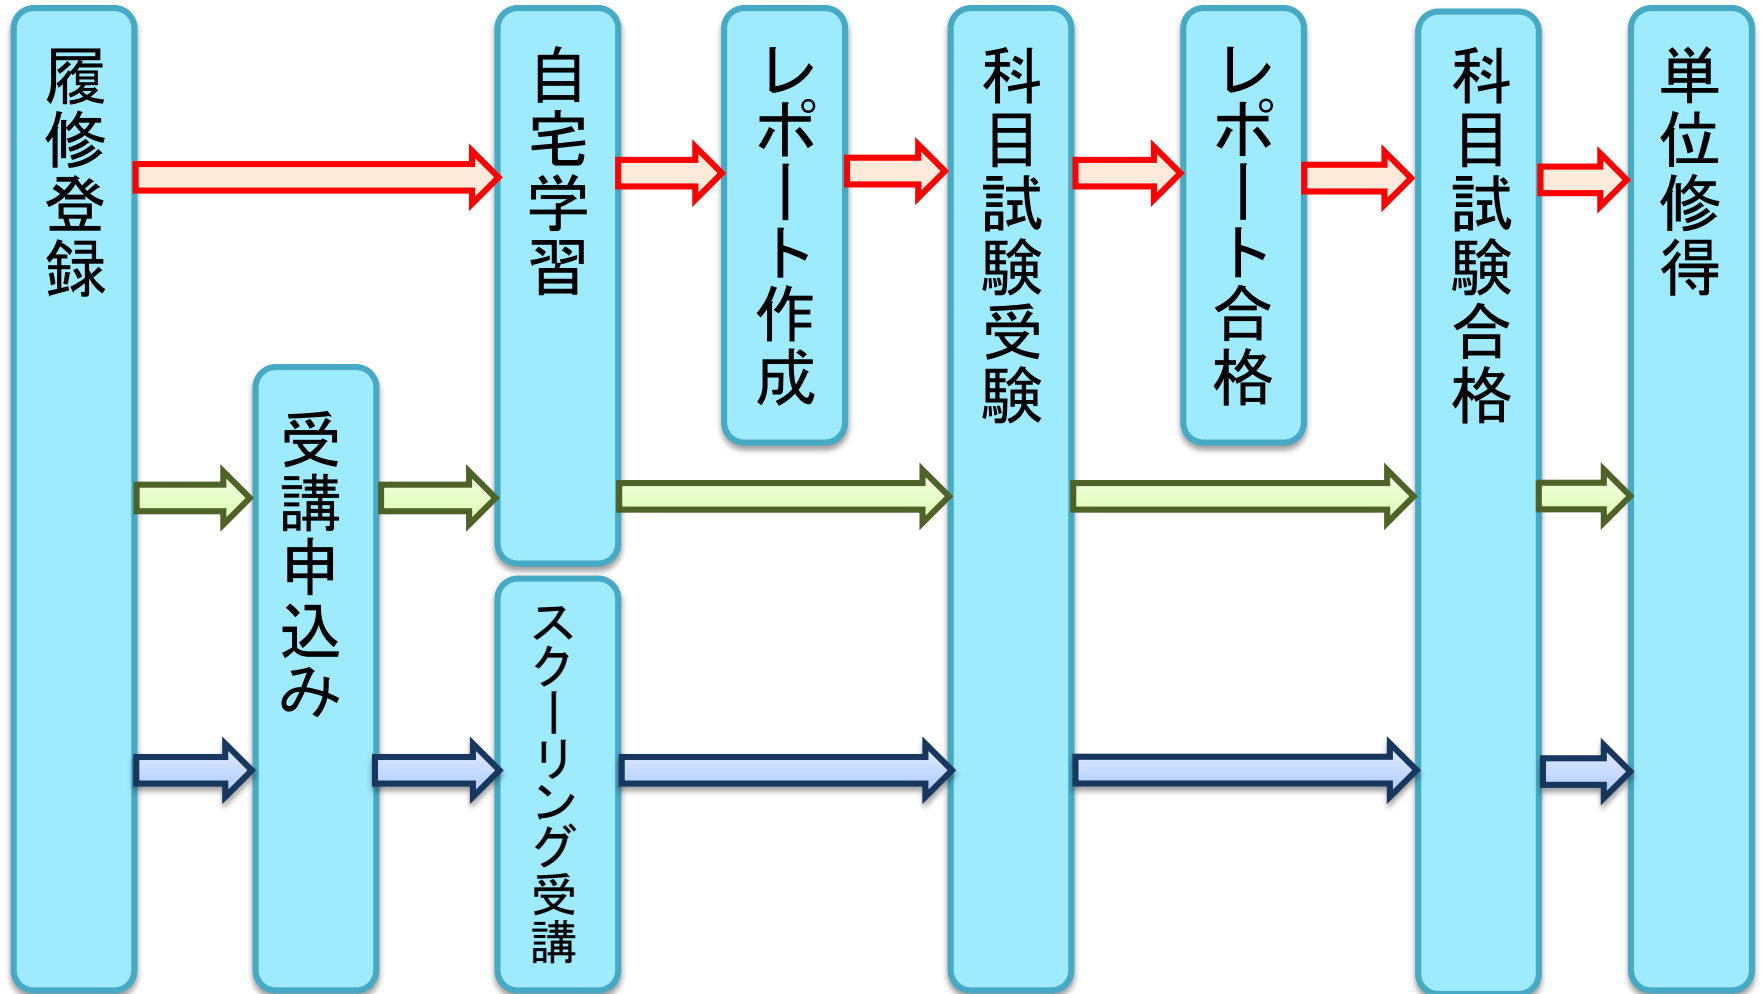 履修登録
受講申込み
自宅学習
スクーリング受講
レポート作成
科目試験受験
レポート合格
科目試験合格
単位修得